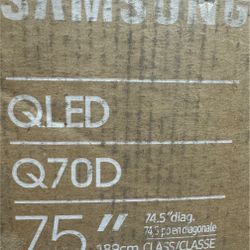 SAMSUNG
QLED
Q70D
75"
74.5" diag.
74.5 po en diagonale
189cm CLASS/CLASSE